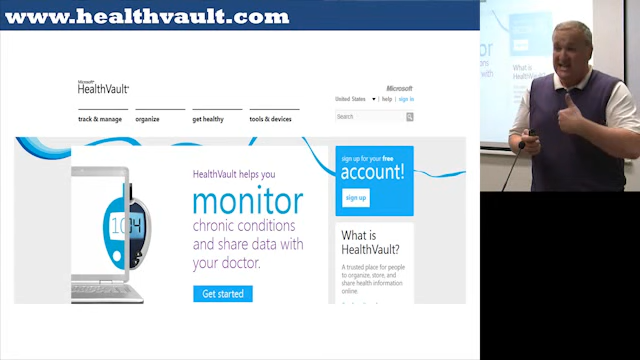 www.healthvault.com
Microsoft®
HealthVault®
Microsoft
United States help sign in
track & manage organize get healthy tools & devices
Search
HealthVault helps you
monitor
chronic conditions
and share data with
your doctor.
Get started
104
sign up for your free
account!
sign up
What is
HealthVault?
A trusted place for people
to organize, store, and
share health information
online.
What is
HealthVault?